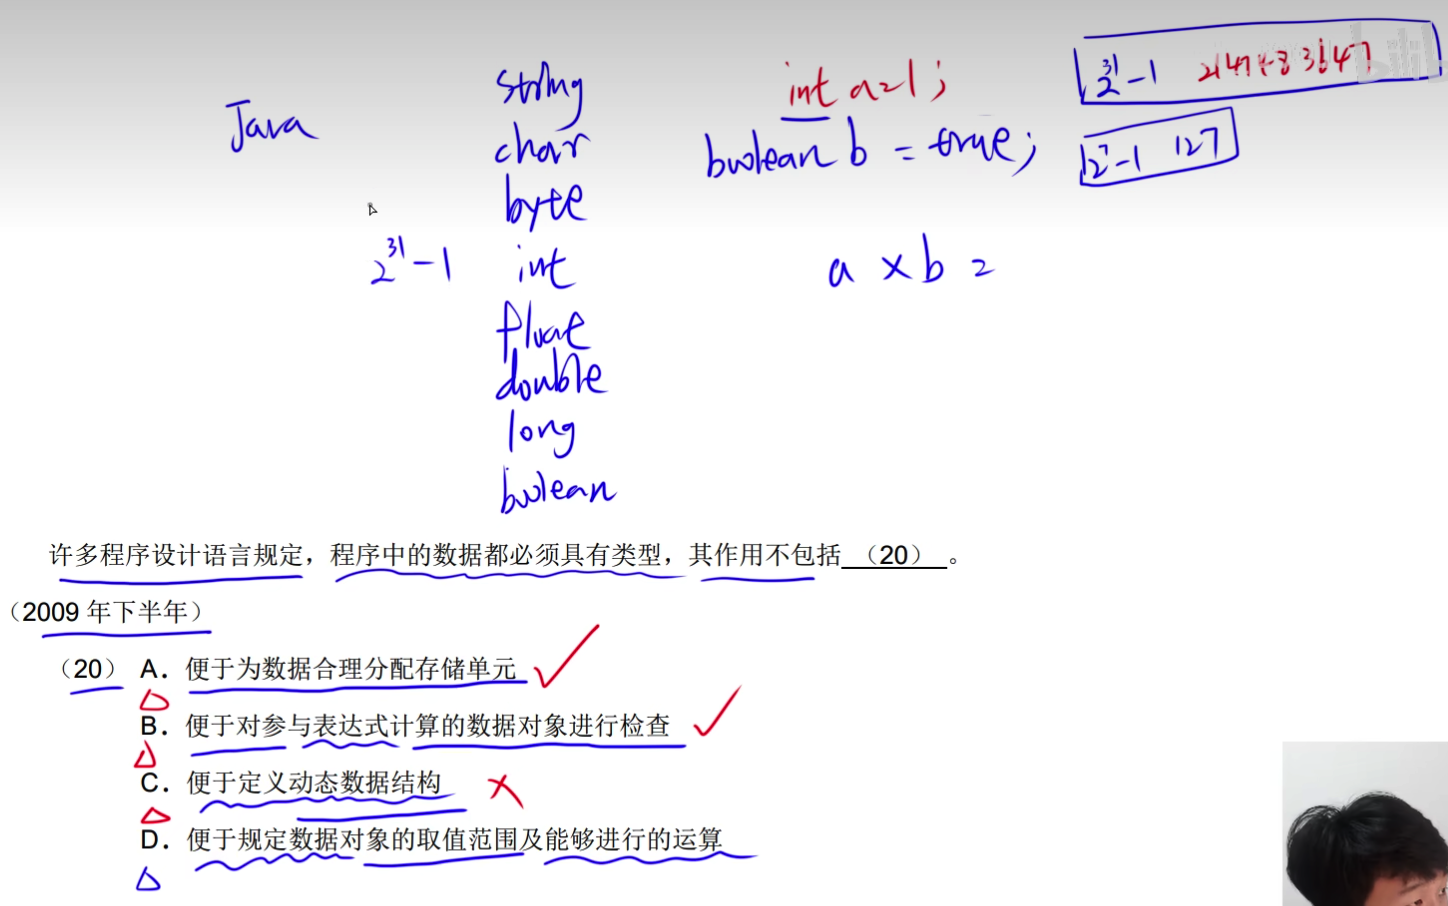 string
int a=1;
2^31-1 2147483647
Java
char
boolean b = true;
2^7-1 127
byte
2^31-1 int
a × b =
float
double
long
boolean
许多程序设计语言规定，程序中的数据都必须具有类型，其作用不包括 （20） 。
（2009 年下半年）
（20） A. 便于为数据合理分配存储单元
B. 便于对参与表达式计算的数据对象进行检查
C. 便于定义动态数据结构
D. 便于规定数据对象的取值范围及能够进行的运算